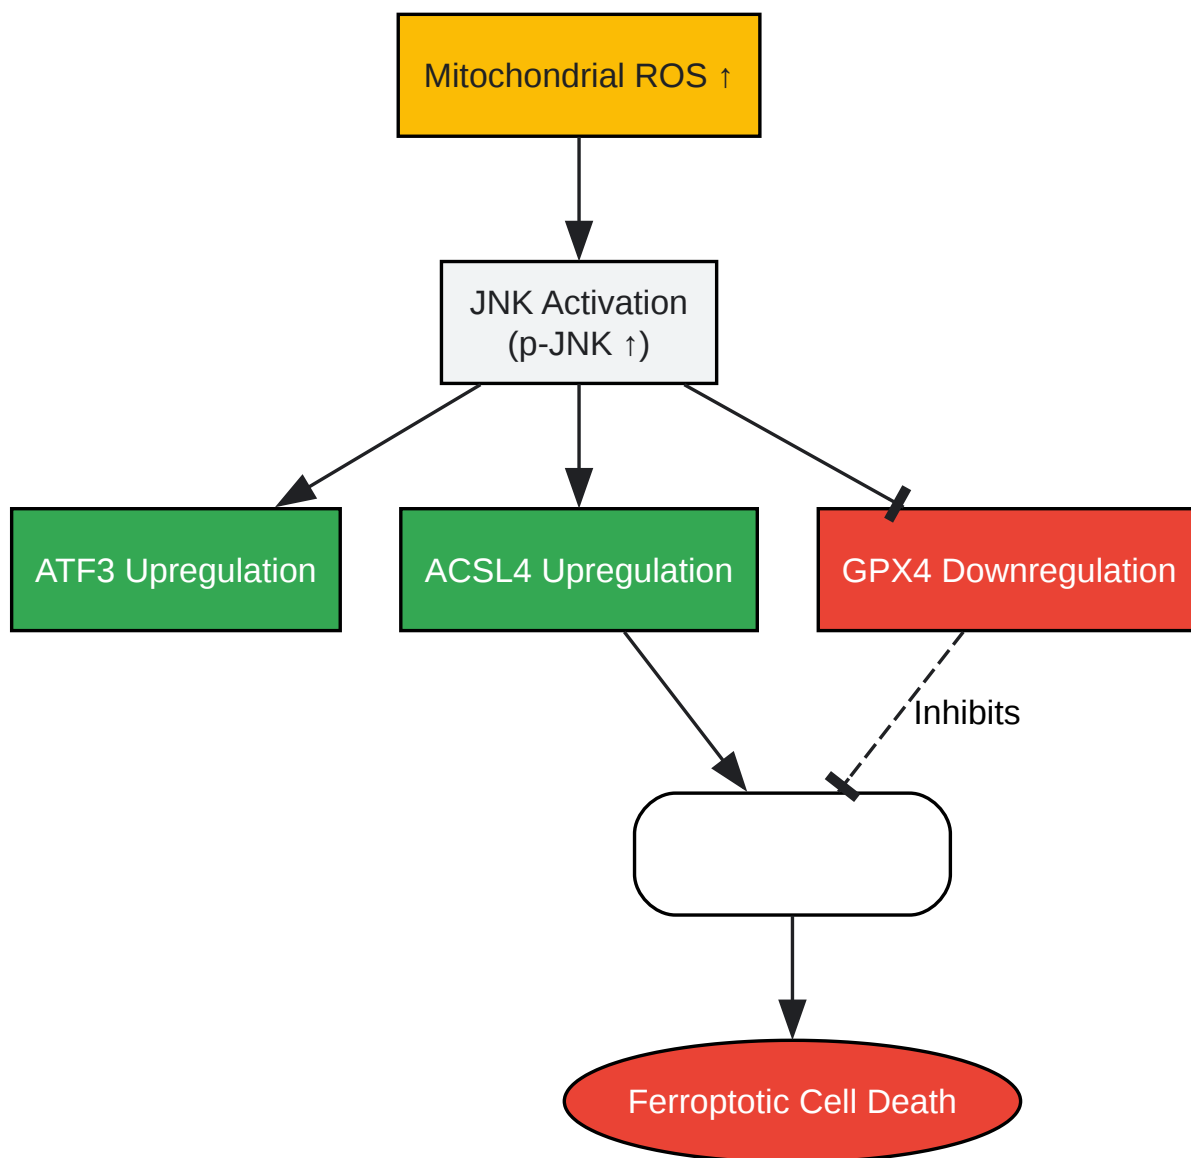 Mitochondrial ROS ↑
JNK Activation
(p-JNK ↑)
ATF3 Upregulation
ACSL4 Upregulation
GPX4 Downregulation
Inhibits
Ferroptotic Cell Death